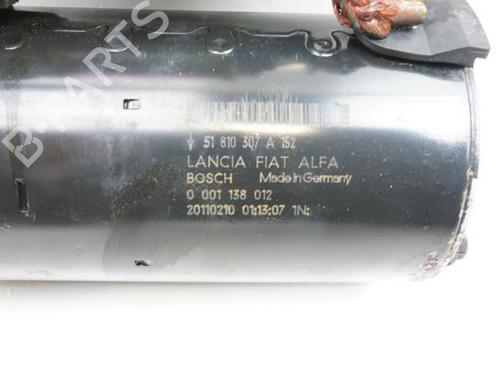 B PARTS
51 810 307 A 152
LANCIA FIAT ALFA
BOSCH Made in Germany
0 001 138 012
20110210 01:13:07 1N: